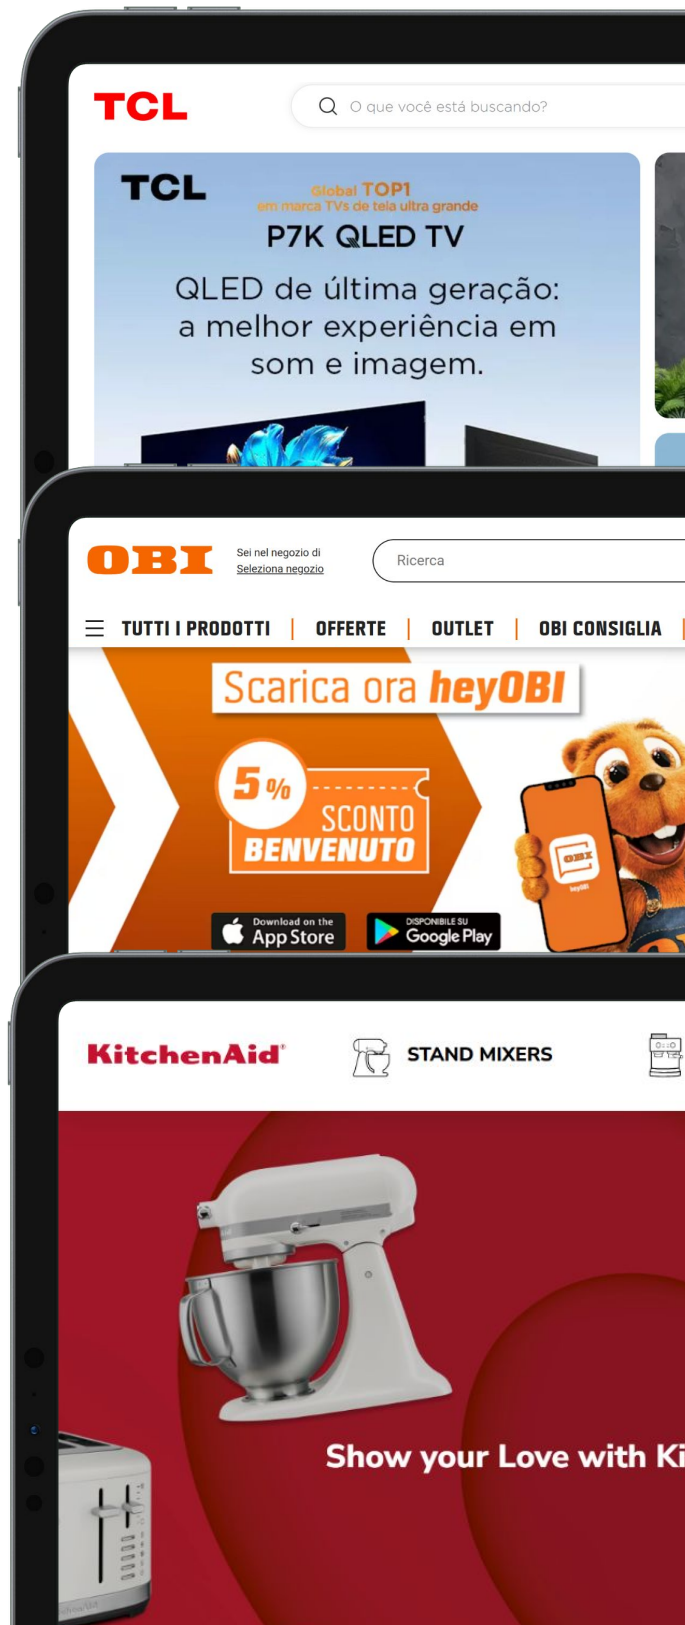 TCL
O que você está buscando?
TCL
Global TOP1
em marca TVs de tela ultra grande
P7K QLED TV
QLED de última geração:
a melhor experiência em
som e imagem.
OBI
Sei nel negozio di
Seleziona negozio
Ricerca
TUTTI I PRODOTTI | OFFERTE | OUTLET | OBI CONSIGLIA |
Scarica ora heyOBI
5%
SCONTO
BENVENUTO
OBI
heyOBI
Download on the
App Store
DISPONIBILE SU
Google Play
KitchenAid®
STAND MIXERS
Show your Love with Ki